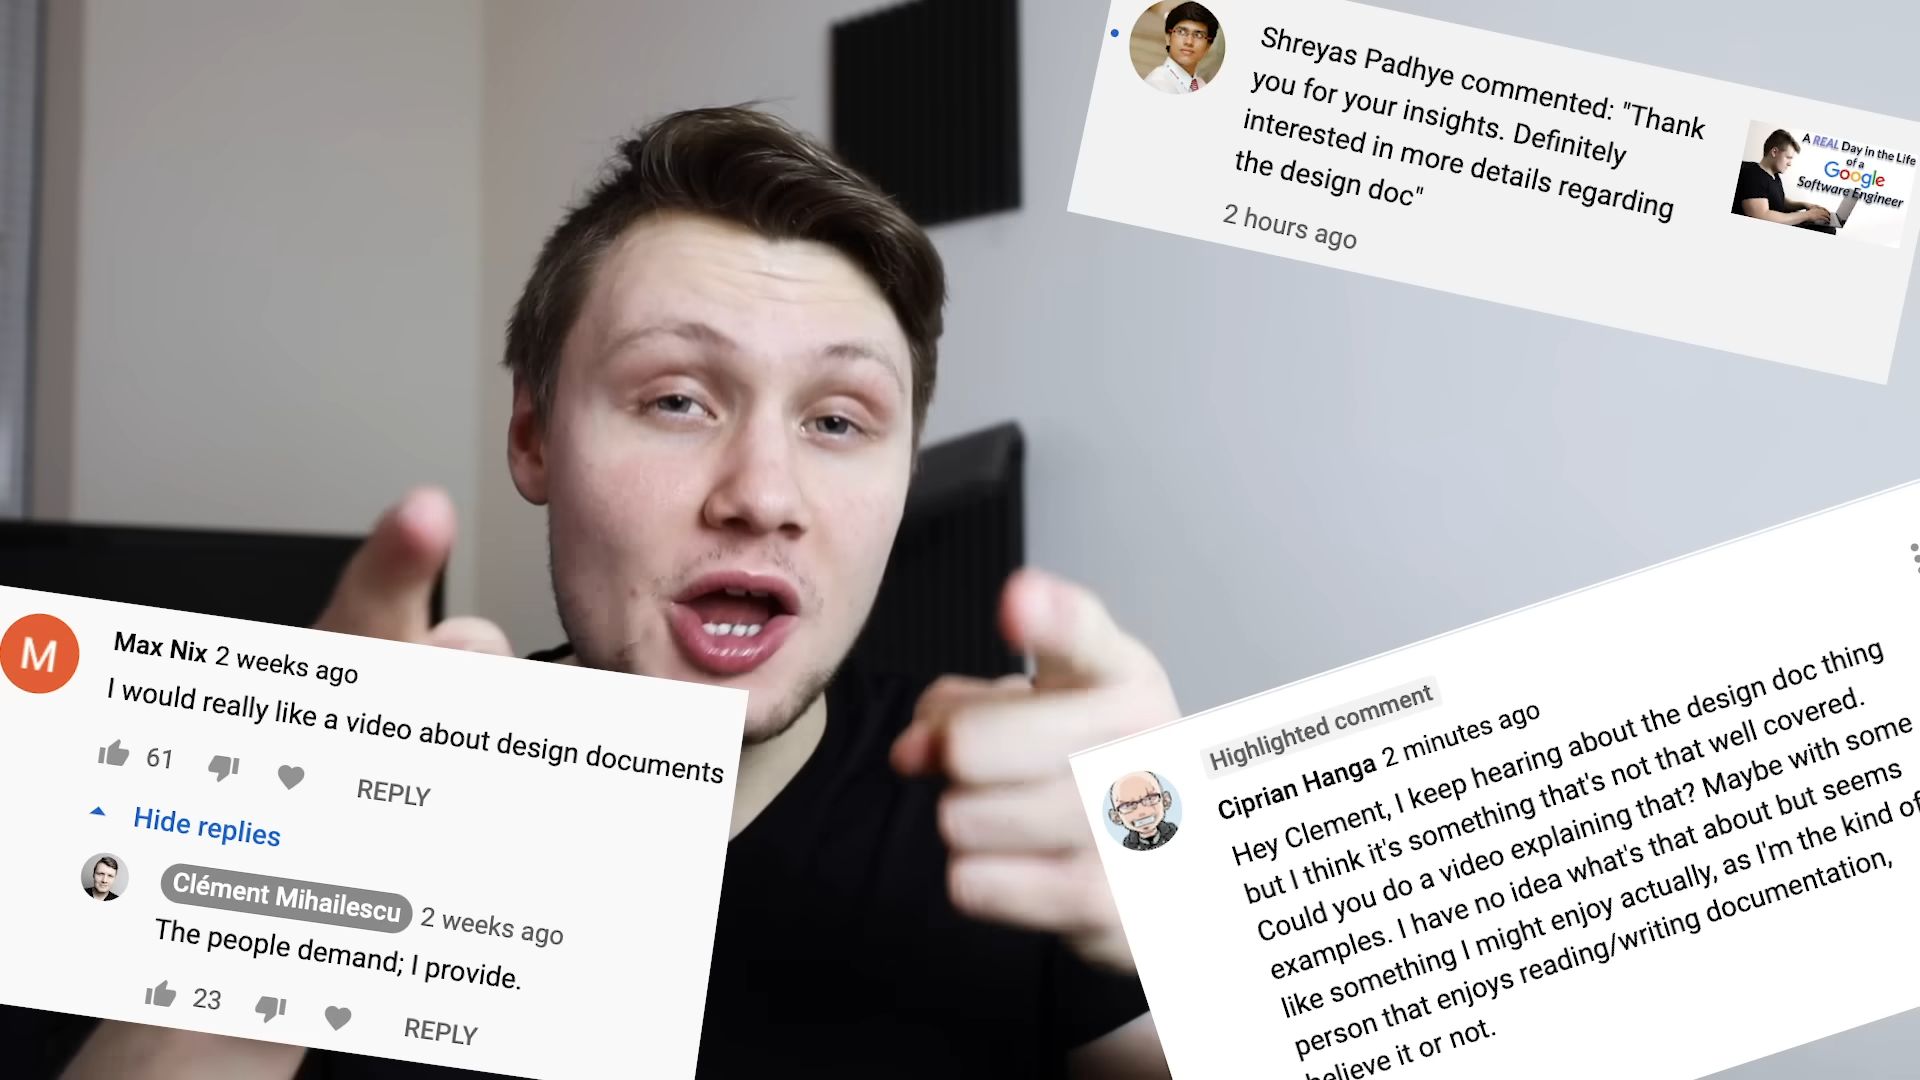 Shreyas Padhye commented: "Thank
you for your insights. Definitely
interested in more details regarding
the design doc"
2 hours ago
A REAL Day in the Life
of a
Google
Software Engineer
M
Max Nix 2 weeks ago
I would really like a video about design documents
61
REPLY
Hide replies
Clément Mihailescu 2 weeks ago
The people demand; I provide.
23
REPLY
Highlighted comment
Ciprian Hanga 2 minutes ago
Hey Clement, I keep hearing about the design doc thing
but I think it's something that's not that well covered.
Could you do a video explaining that? Maybe with some
examples. I have no idea what's that about but seems
like something I might enjoy actually, as I'm the kind of
person that enjoys reading/writing documentation,
believe it or not.